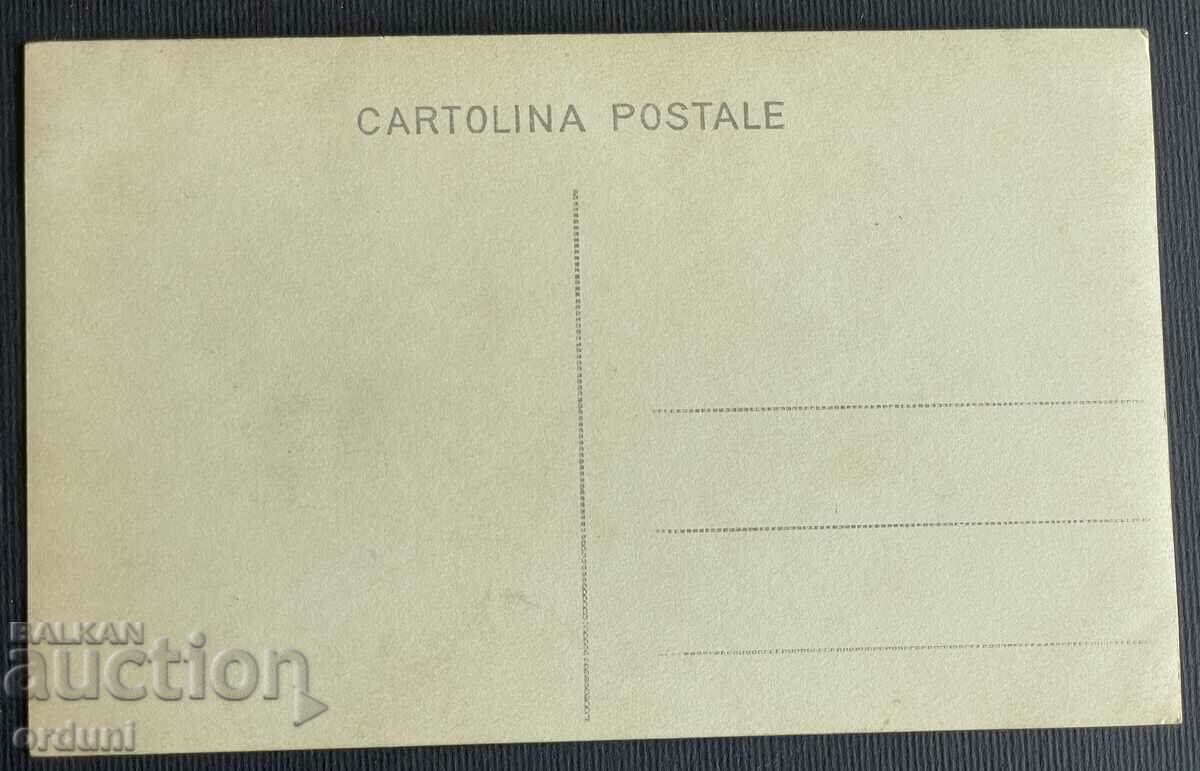 CARTOLINA POSTALE
BALKAN
auction
orduni